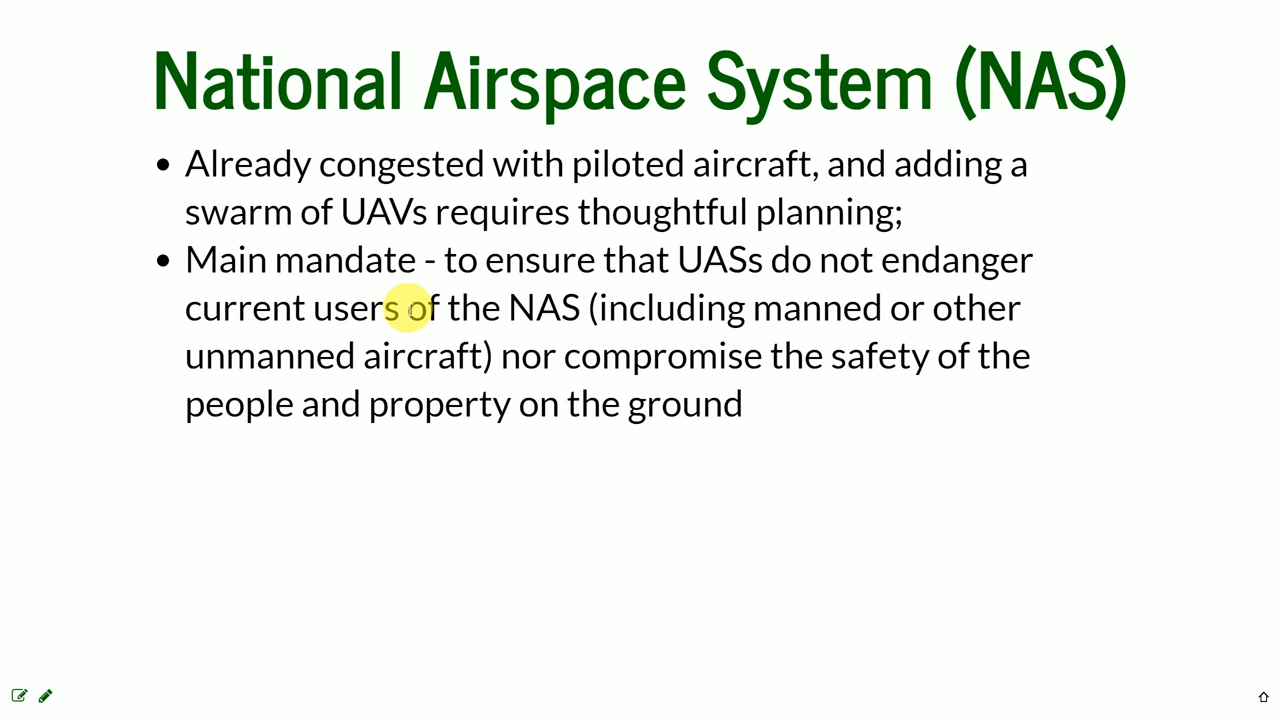 National Airspace System (NAS)
• Already congested with piloted aircraft, and adding a
swarm of UAVs requires thoughtful planning;
• Main mandate - to ensure that UASs do not endanger
current users of the NAS (including manned or other
unmanned aircraft) nor compromise the safety of the
people and property on the ground